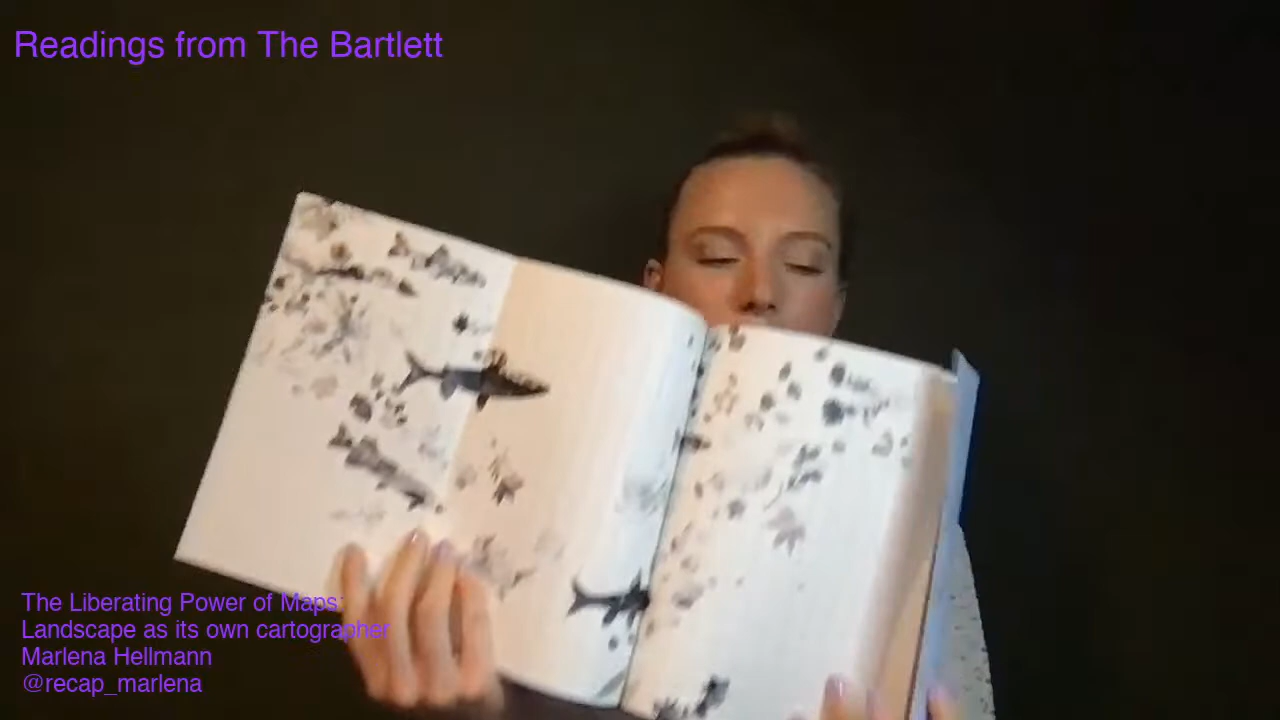 Readings from The Bartlett
The Liberating Power of Maps:
Landscape as its own cartographer
Marlena Hellmann
@recap_marlena